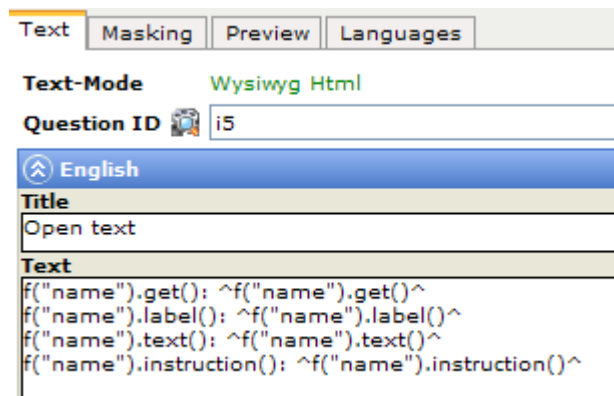 Text Masking Preview Languages
Text-Mode Wysiwyg Html
Question ID i5
English
Title
Open text
Text
f("name").get(): ^f("name").get()^
f("name").label(): ^f("name").label()^
f("name").text(): ^f("name").text()^
f("name").instruction(): ^f("name").instruction()^